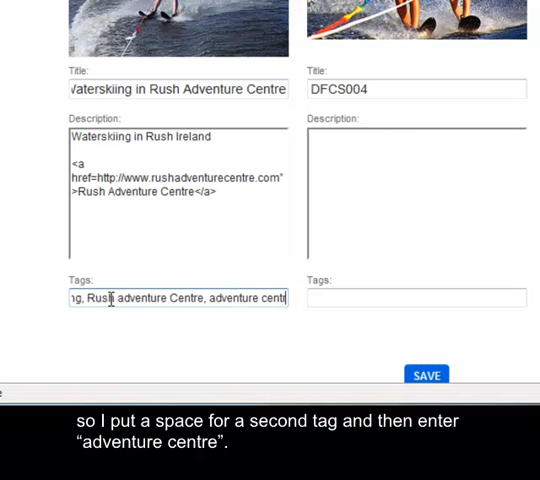 Title:
Title:
Waterskiing in Rush Adventure Centre
DFCS004
Description:
Description:
Waterskiing in Rush Ireland
<a
href=http://www.rushadventurecentre.com"
>Rush Adventure Centre</a>
Tags:
Tags:
ng, Rush adventure Centre, adventure centr
SAVE
so I put a space for a second tag and then enter
“adventure centre”.